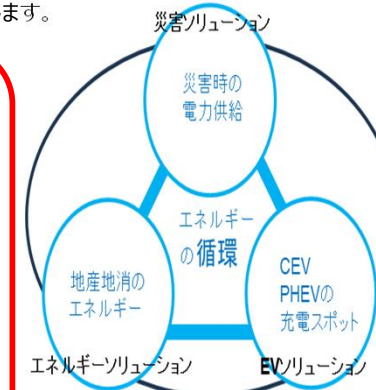 ます。
災害ソリューション
災害時の
電力供給
エネルギー
の循環
地産地消の
エネルギー
CEV
PHEVの
充電スポット
エネルギーソリューション
EVソリューション